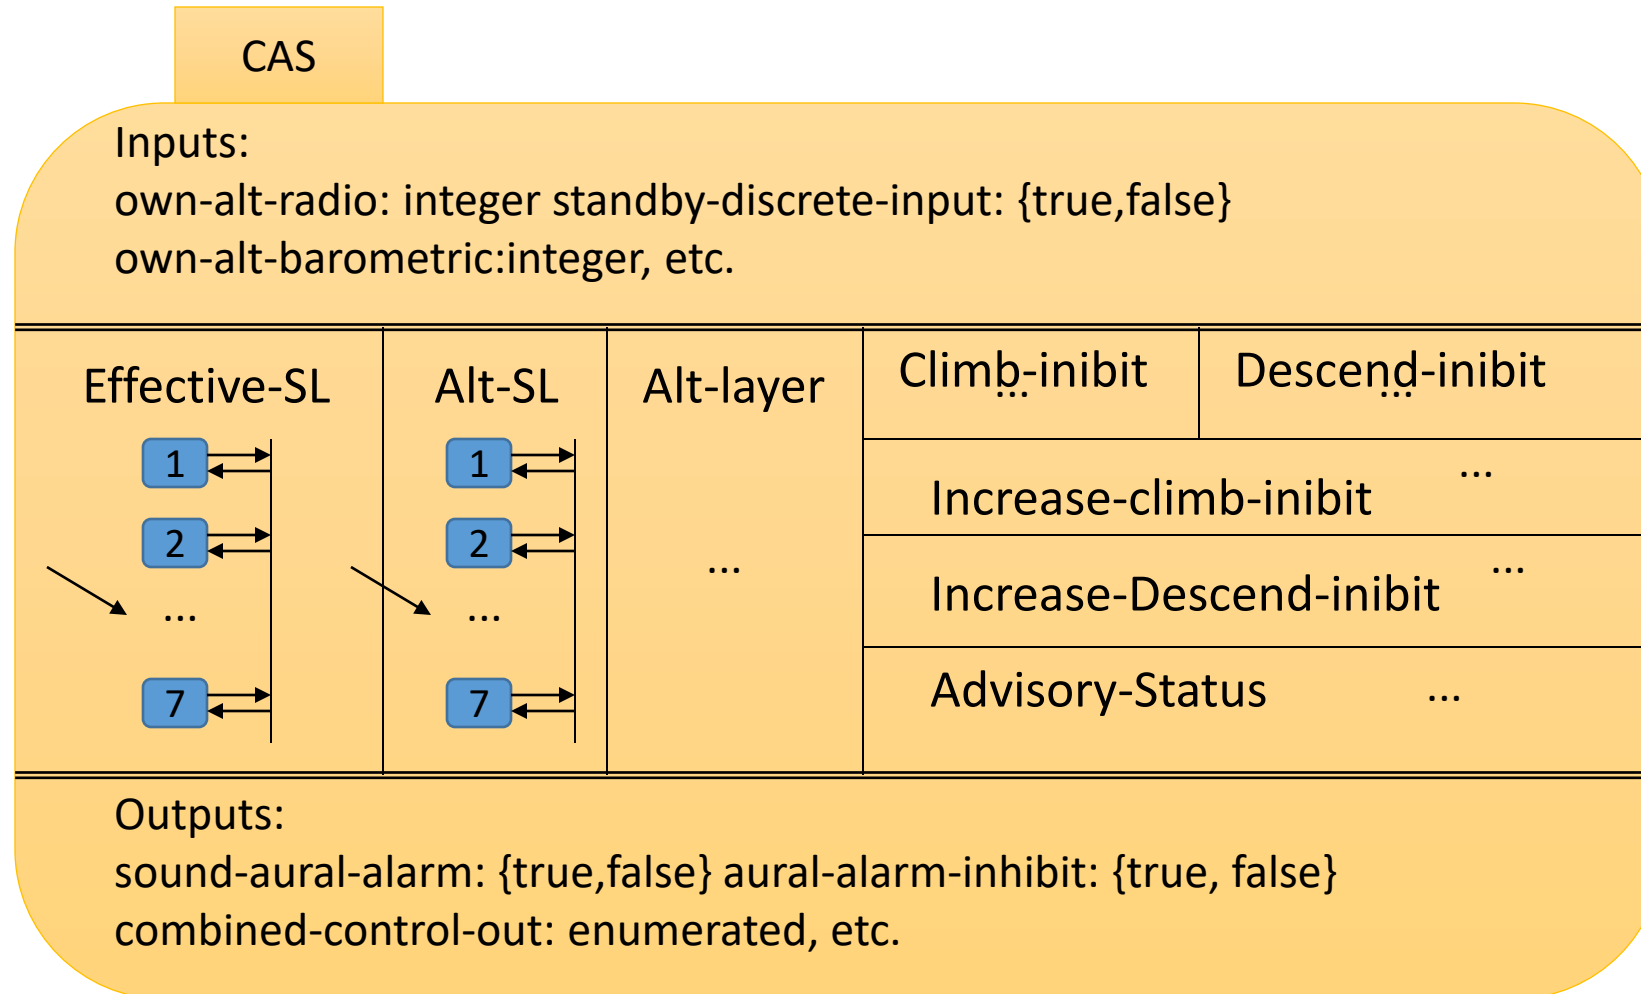 CAS
Inputs:
own-alt-radio: integer standby-discrete-input: {true,false}
own-alt-barometric:integer, etc.
Effective-SL
1
2
...
7
Alt-SL
1
2
...
7
Alt-layer
...
Climb-inibit
...
Descend-inibit
...
Increase-climb-inibit ...
Increase-Descend-inibit ...
Advisory-Status ...
Outputs:
sound-aural-alarm: {true,false} aural-alarm-inhibit: {true, false}
combined-control-out: enumerated, etc.